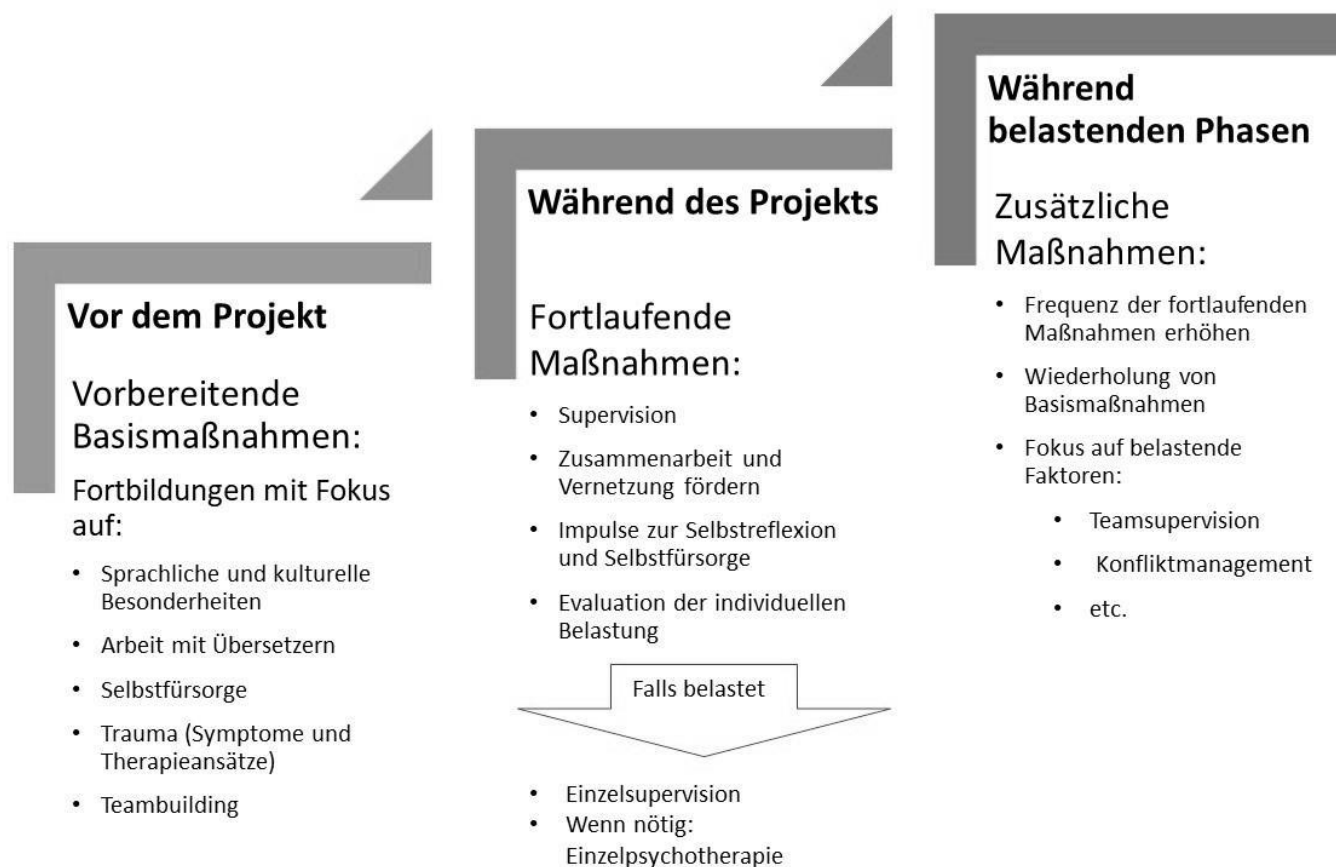 Vor dem Projekt
Vorbereitende
Basismaßnahmen:
Fortbildungen mit Fokus
auf:
• Sprachliche und kulturelle
Besonderheiten
• Arbeit mit Übersetzern
• Selbstfürsorge
• Trauma (Symptome und
Therapieansätze)
• Teambuilding
Während des Projekts
Fortlaufende
Maßnahmen:
• Supervision
• Zusammenarbeit und
Vernetzung fördern
• Impulse zur Selbstreflexion
und Selbstfürsorge
• Evaluation der individuellen
Belastung
Falls belastet
• Einzelsupervision
• Wenn nötig:
Einzelpsychotherapie
Während
belastenden Phasen
Zusätzliche
Maßnahmen:
• Frequenz der fortlaufenden
Maßnahmen erhöhen
• Wiederholung von
Basismaßnahmen
• Fokus auf belastende
Faktoren:
• Teamsupervision
• Konfliktmanagement
• etc.